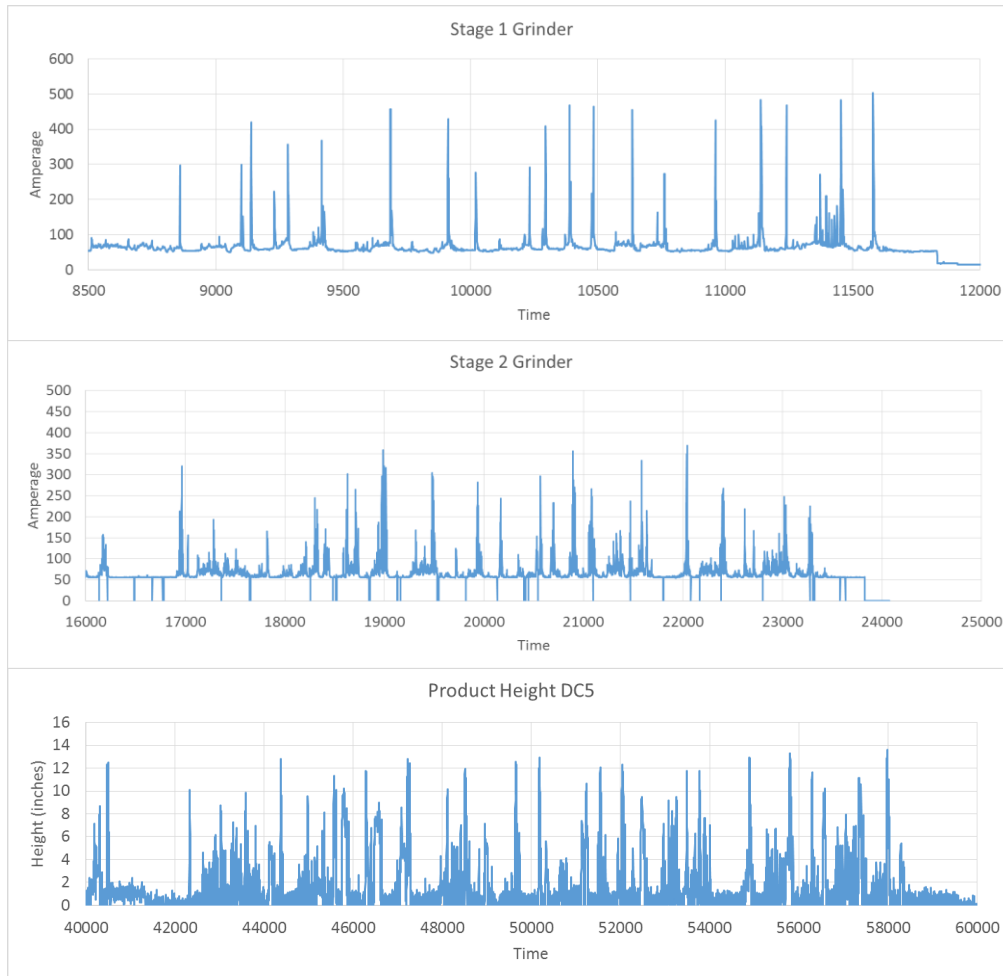 Stage 1 Grinder
600
500
400
300
200
100
0
Amperage
8500 9000 9500 10000 10500 11000 11500 12000
Time
Stage 2 Grinder
500
450
400
350
300
250
200
150
100
50
0
Amperage
16000 17000 18000 19000 20000 21000 22000 23000 24000 25000
Time
Product Height DC5
16
14
12
10
8
6
4
2
0
Height (inches)
40000 42000 44000 46000 48000 50000 52000 54000 56000 58000 60000
Time